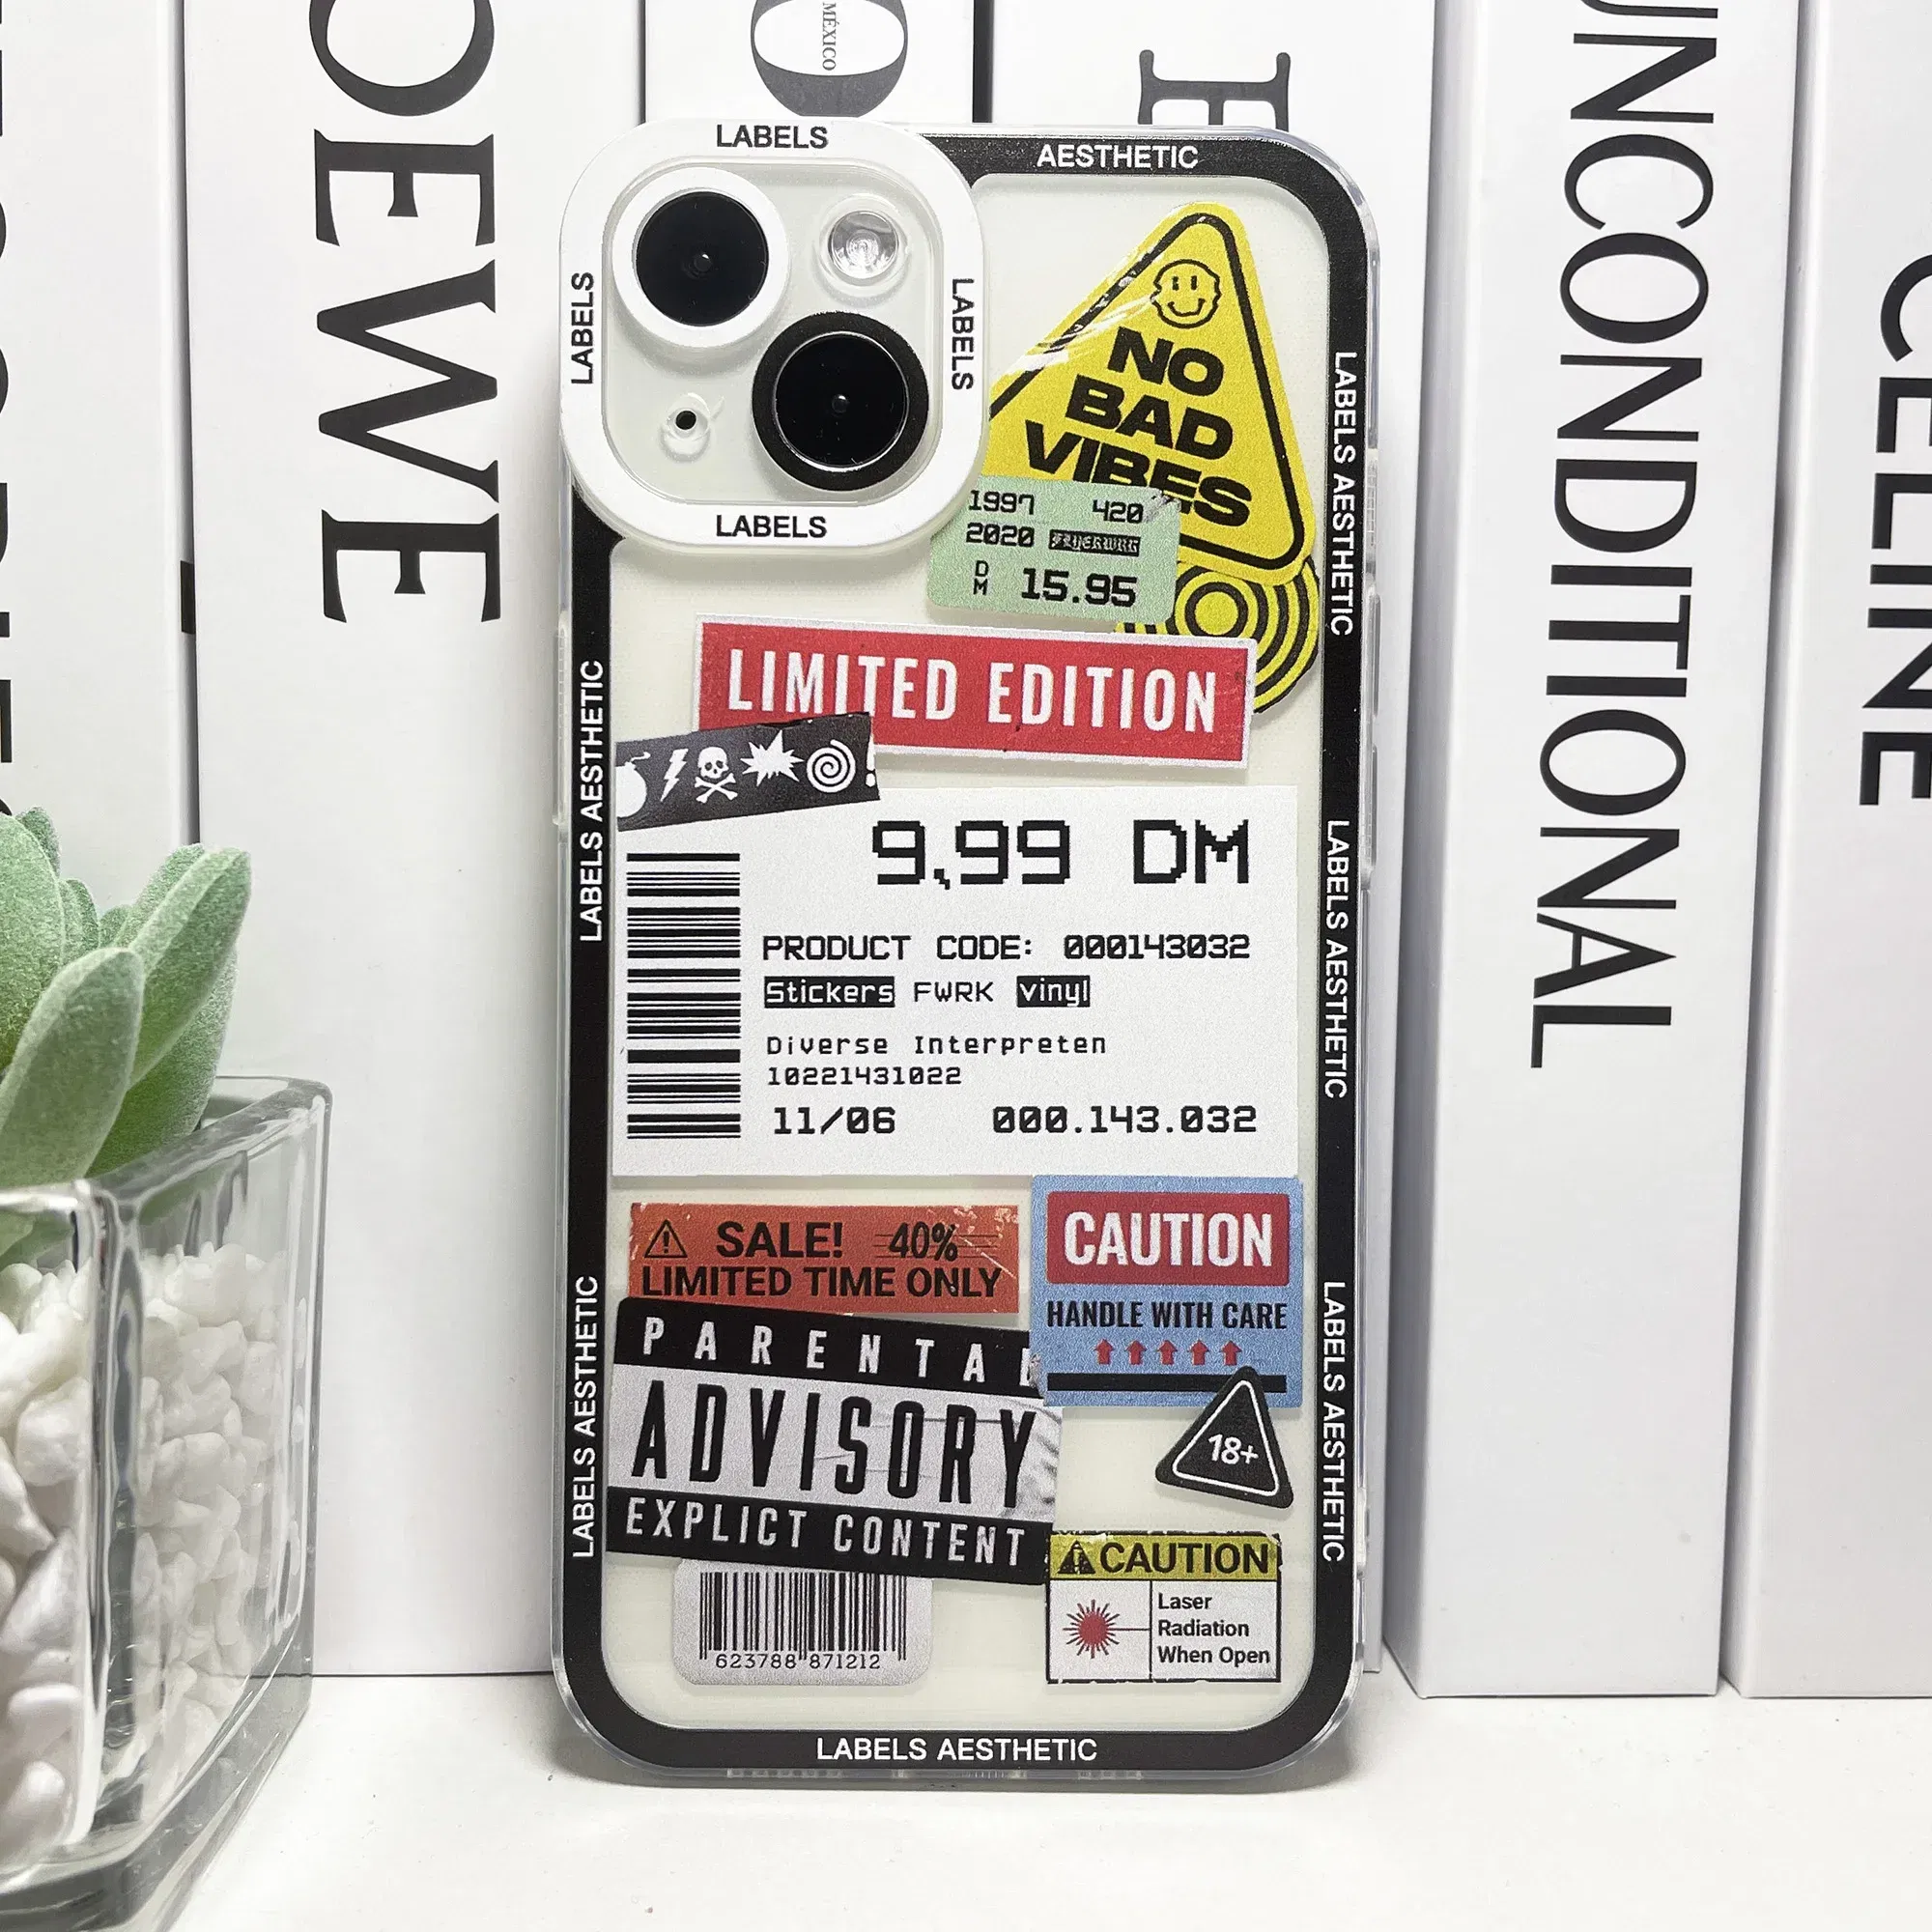 OEWE
MÉXICO
UNCONDITIONAL
CELINE
LABELS
AESTHETIC
LABELS
LABELS
LABELS
NO
BAD
VIBES
1997 420
2020
DM 15.95
LIMITED EDITION
9.99 DM
PRODUCT CODE: 000143032
Stickers FWRK vinyl
Diverse Interpreten
10221431022
11/06 000.143.032
SALE! 40%
LIMITED TIME ONLY
CAUTION
HANDLE WITH CARE
PARENTAL
ADVISORY
EXPLICIT CONTENT
18+
CAUTION
Laser
Radiation
When Open
623788 871212
LABELS AESTHETIC
LABELS AESTHETIC
LABELS AESTHETIC
LABELS AESTHETIC
LABELS AESTHETIC
LABELS AESTHETIC